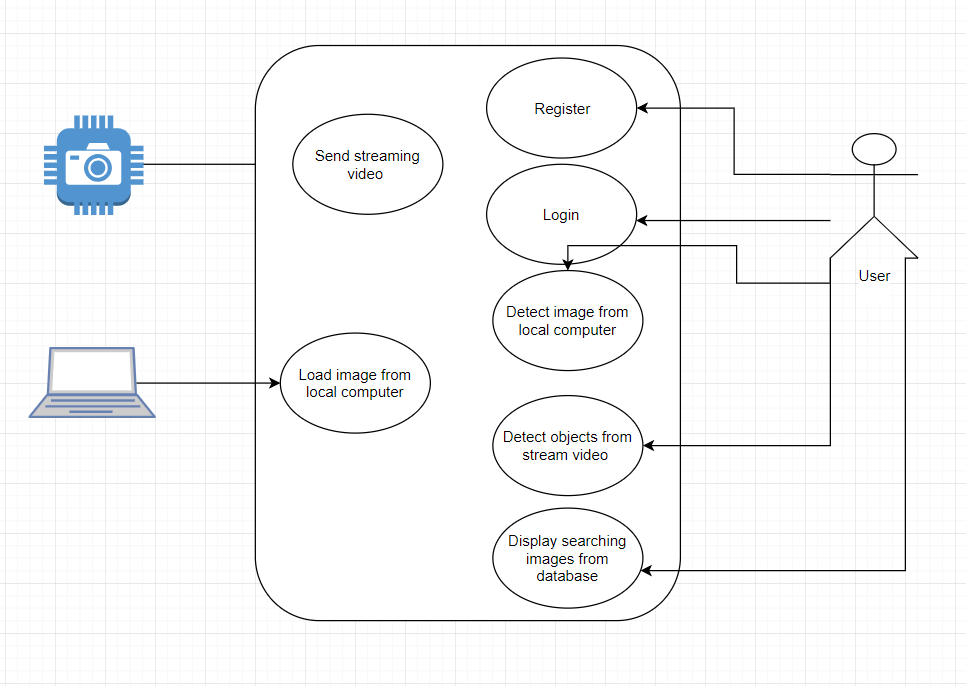 Register
Send streaming
video
Login
User
Detect image from
local computer
Load image from
local computer
Detect objects from
stream video
Display searching
images from
database